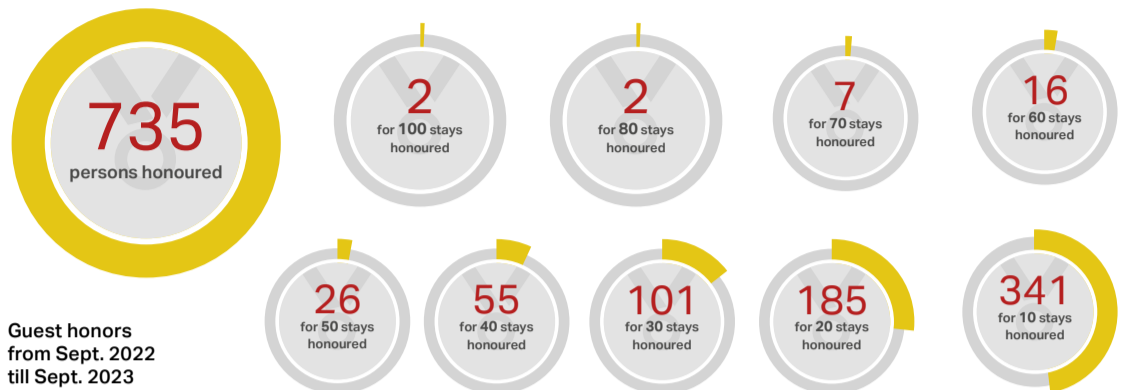 735
persons honoured
2
for 100 stays
honoured
2
for 80 stays
honoured
7
for 70 stays
honoured
16
for 60 stays
honoured
26
for 50 stays
honoured
55
for 40 stays
honoured
101
for 30 stays
honoured
185
for 20 stays
honoured
341
for 10 stays
honoured
Guest honors
from Sept. 2022
till Sept. 2023